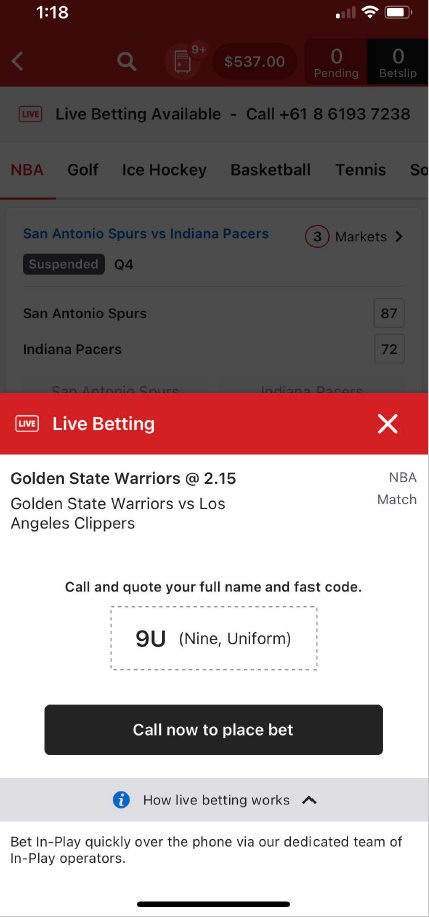 1:18
9+
$537.00
0
Pending
0
Betslip
LIVE Live Betting Available - Call +61 8 6193 7238
NBA Golf Ice Hockey Basketball Tennis So
San Antonio Spurs vs Indiana Pacers
3 Markets
Suspended Q4
San Antonio Spurs 87
Indiana Pacers 72
San Antonio Spurs Indiana Pacers
LIVE Live Betting
Golden State Warriors @ 2.15 NBA
Golden State Warriors vs Los Match
Angeles Clippers
Call and quote your full name and fast code.
9U (Nine, Uniform)
Call now to place bet
i How live betting works
Bet In-Play quickly over the phone via our dedicated team of
In-Play operators.